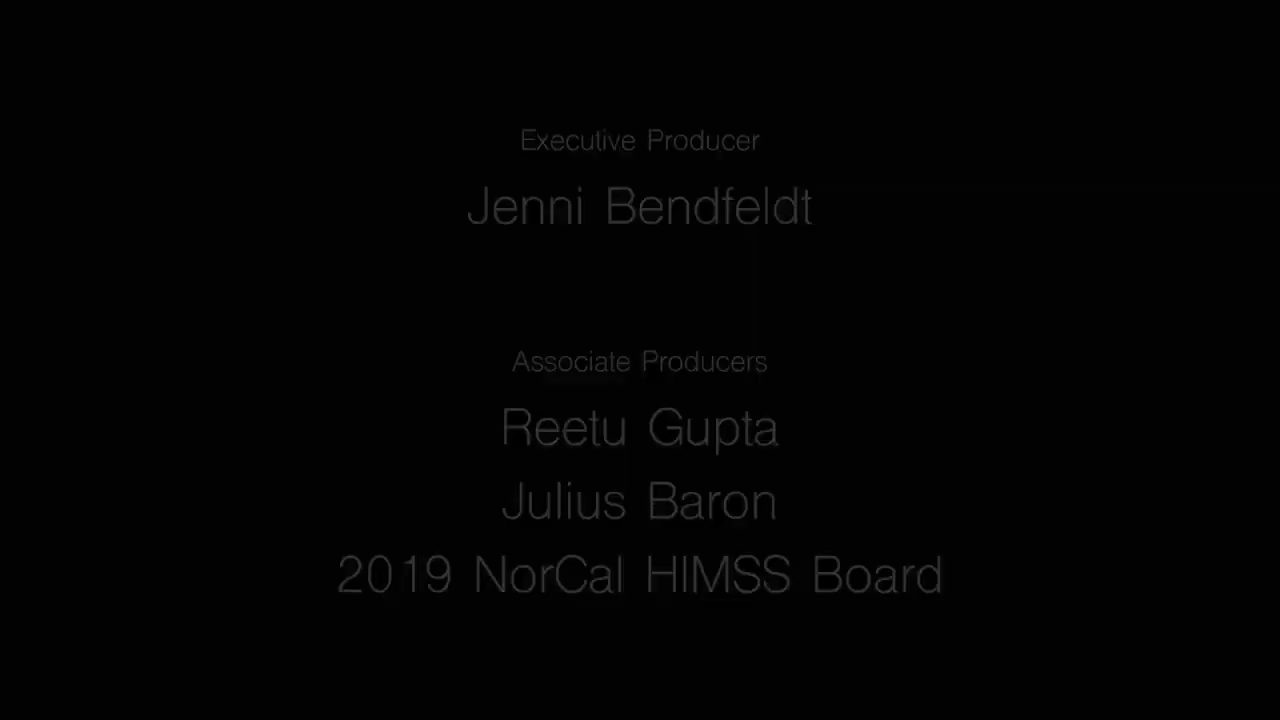 Executive Producer
Jenni Bendfeldt
Associate Producers
Reetu Gupta
Julius Baron
2019 NorCal HIMSS Board